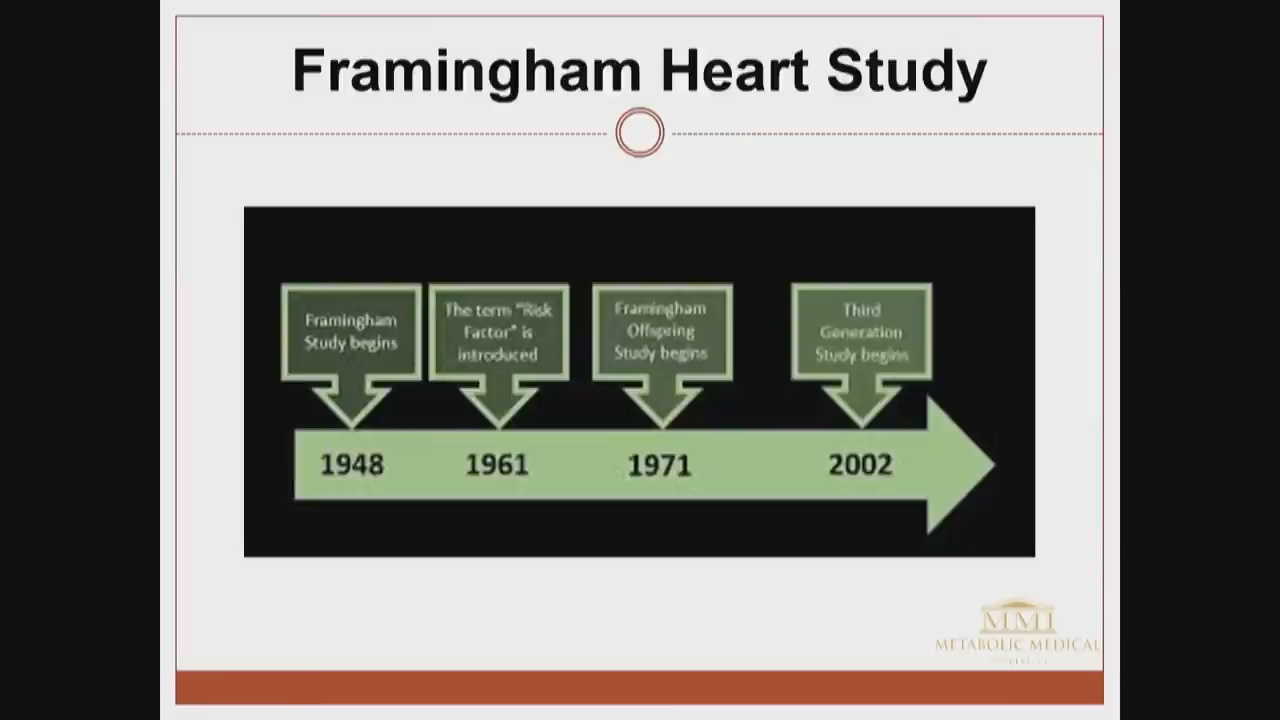 Framingham Heart Study
Framingham
Study begins
The term "Risk
Factor" is
introduced
Framingham
Offspring
Study begins
Third
Generation
Study begins
1948
1961
1971
2002
MMI
METABOLIC MEDICAL